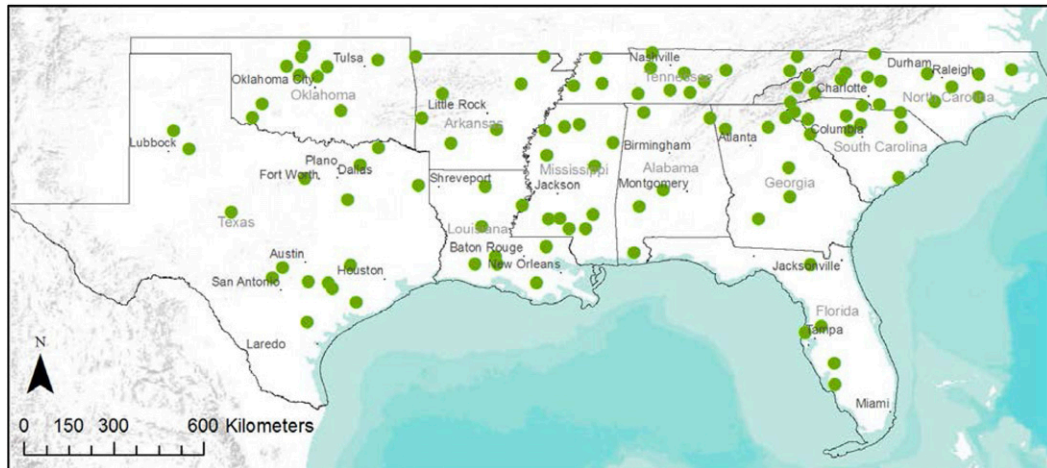 Nashville
Tennessee
Tulsa
Oklahoma City
Oklahoma
Durham
Raleigh
North Carolina
Charlotte
Little Rock
Arkansas
Lubbock
Atlanta
Columbia
South Carolina
Birmingham
Alabama
Plano
Dallas
Fort Worth
Shreveport
Mississippi
Jackson
Montgomery
Georgia
Texas
Louisiana
Baton Rouge
New Orleans
Austin
San Antonio
Houston
Jacksonville
Florida
Tampa
Laredo
Miami
N
0 150 300 600 Kilometers